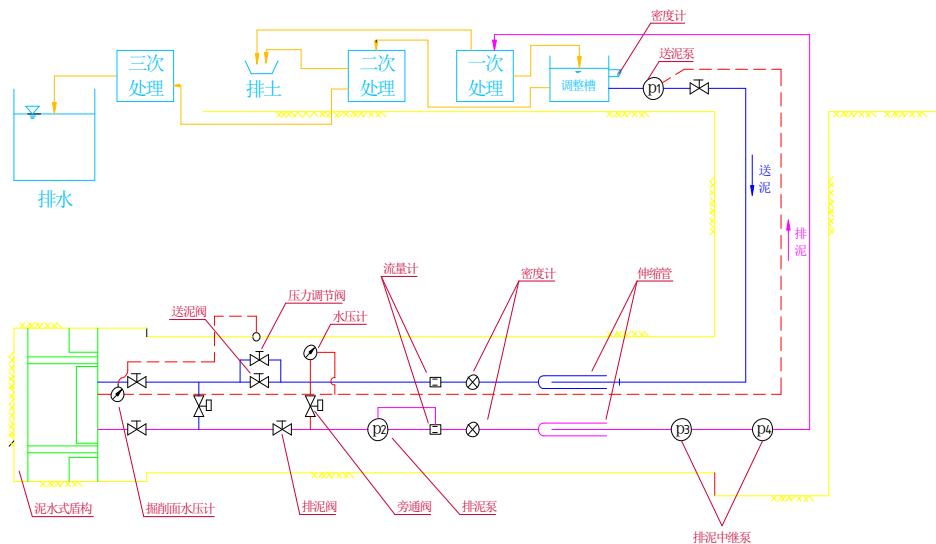 密度计
送泥泵
三次
处理
二次
处理
一次
处理
排土
调整槽
p1
排水
送
泥
排
泥
流量计
密度计
伸缩管
压力调节阀
送泥阀
水压计
p2
p3
p4
泥水式盾构
掘削面水压计
排泥阀
旁通阀
排泥泵
排泥中继泵